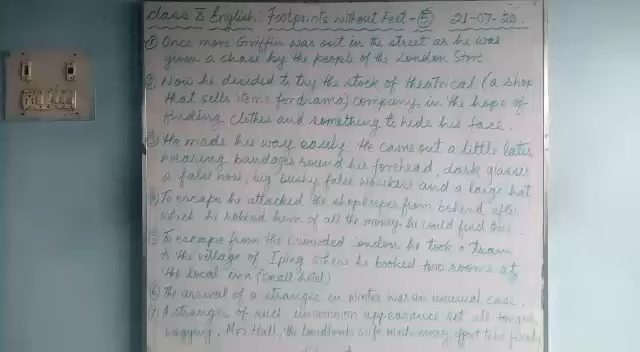 Class X English : Footprints without Feet - 5 21-07-20
① Once more Griffin was out in the street as he was
given a chase by the people of the London Store
② Now he decided to try the stock of theatrical (a shop
that sells items for drama) company in the hope of
finding clothes and something to hide his face.
③ He made his way easily. He came out a little later
wearing bandages round his forehead, dark glasses
a false nose, big bushy false whiskers and a large hat
④ To escape he attacked the shopkeeper from behind after
which he robbed him of all the money he could find
⑤ To escape from the crowded London he took a Train
to the village of Iping where he booked two rooms at
the local inn (small hotel)
⑥ The arrival of a stranger in winter was an unusual case.
⑦ A stranger of such uncommon appearance set all tongues
wagging. Mrs Hall, the landlord's wife made every effort to be friendly